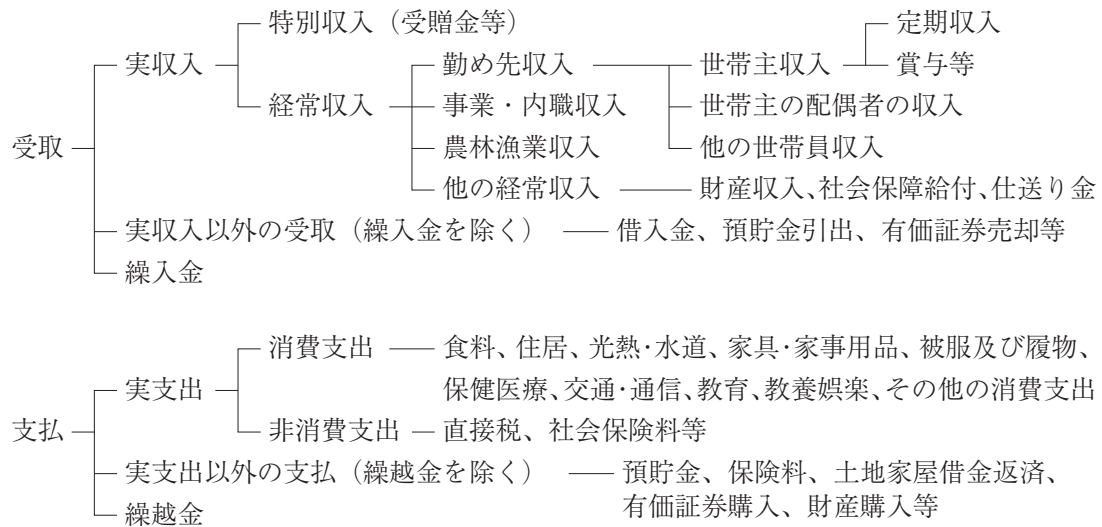 特別収入（受贈金等）
定期収入
実収入
勤め先収入
世帯主収入
賞与等
経常収入
事業・内職収入
世帯主の配偶者の収入
受取
農林漁業収入
他の世帯員収入
他の経常収入
財産収入、社会保障給付、仕送り金
実収入以外の受取（繰入金を除く）
借入金、預貯金引出、有価証券売却等
繰入金
消費支出
食料、住居、光熱・水道、家具・家事用品、被服及び履物、
実支出
保健医療、交通・通信、教育、教養娯楽、その他の消費支出
支払
非消費支出
直接税、社会保険料等
実支出以外の支払（繰越金を除く）
預貯金、保険料、土地家屋借金返済、
有価証券購入、財産購入等
繰越金